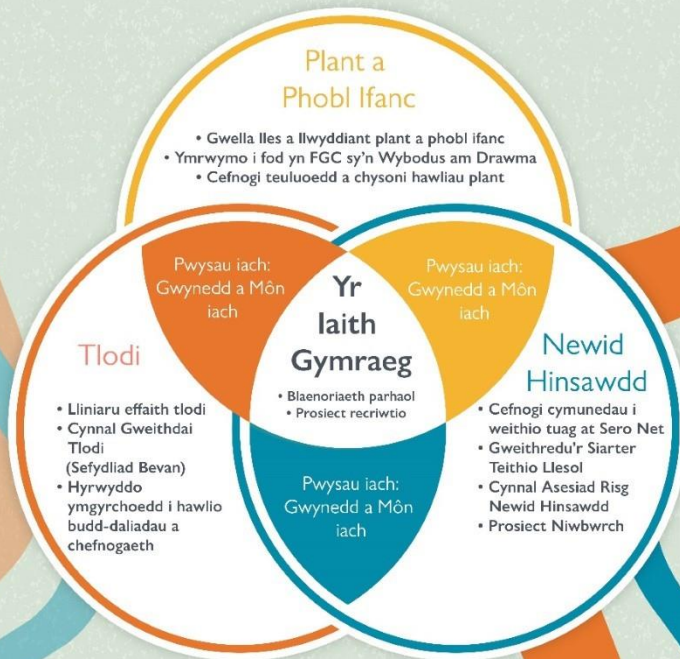 Plant a
Phobl Ifanc
• Gwella lles a llwyddiant plant a phobl ifanc
• Ymrwymo i fod yn FGC sy'n Wybodus am Drawma
• Cefnogi teuluoedd a chysoni hawliau plant
Pwysau iach:
Gwynedd a Môn
iach
Pwysau iach:
Gwynedd a Môn
iach
Yr
Iaith
Gymraeg
• Blaenoriaeth parhaol
• Prosiect recriwtio
Tlodi
• Lliniaru effaith tlodi
• Cynnal Gweithdai
Tlodi
(Sefydliad Bevan)
• Hyrwyddo
ymgyrchoedd i hawlio
budd-daliadau a
chefnogaeth
Newid
Hinsawdd
• Cefnogi cymunedau i
weithio tuag at Sero Net
• Gweithredu'r Siarter
Teithio Llesol
• Cynnal Asesiad Risg
Newid Hinsawdd
• Prosiect Niwbwrch
Pwysau iach:
Gwynedd a Môn
iach